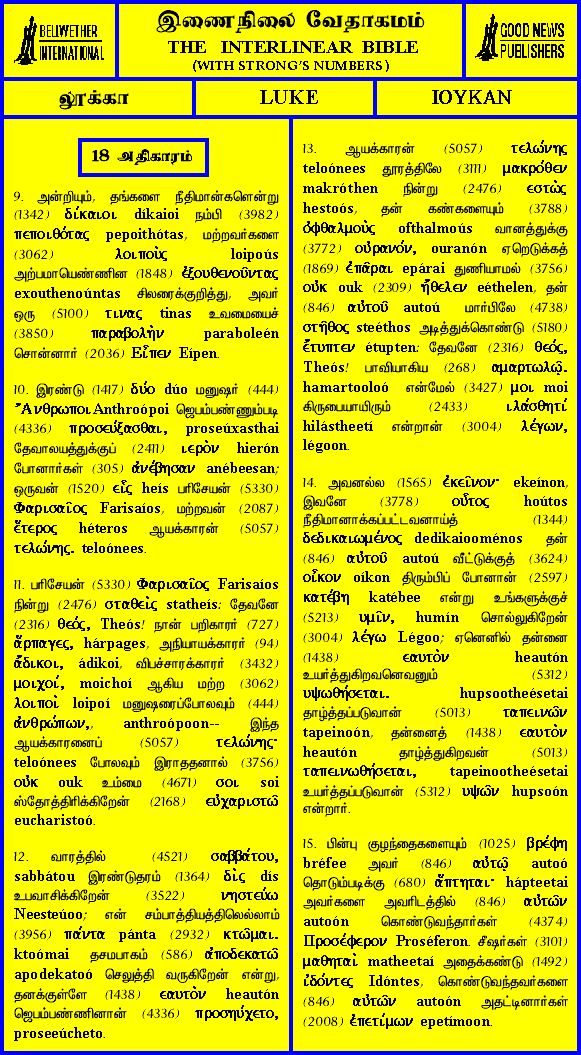 BELLWETHER
INTERNATIONAL
இணைநிலை வேதாகமம்
THE INTERLINEAR BIBLE
(WITH STRONG'S NUMBERS)
GOOD NEWS
PUBLISHERS
லூக்கா
LUKE
ΙΟΥΚΑΝ
18 அதிகாரம்
9. அன்றியும், தங்களை நீதிமான்களென்று
(1342) δίκαιοι díkaioi நம்பி (3982)
πεποιθότας pepoithótas, மற்றவர்களை
(3062) λοιποὺς loipoús
அற்பமாயெண்ணின (1848) ἐξουθενοῦντας
exouthenoúntas சிலரைக்குறித்து, அவர்
ஒரு (5100) τινας tinas உவமையைச்
(3850) παραβολὴν paraboleén
சொன்னார் (2036) Εἶπεν Eípen.
10. இரண்டு (1417) δύο dúo மனுஷர் (444)
Ἄνθρωποι Anthroópoi ஜெபம்பண்ணும்படி
(4336) προσεύξασθαι, proseúxasthai
தேவாலயத்துக்குப் (2411) ιερὸν hierón
போனார்கள் (305) ἀνέβησαν anébeesan;
ஒருவன் (1520) εἷς heís பரிசேயன் (5330)
Φαρισαῖος Farisaíos, மற்றவன் (2087)
ἕτερος héteros ஆயக்காரன் (5057)
τελώνης. teloónees.
11. பரிசேயன் (5330) Φαρισαῖος Farisaíos
நின்று (2476) σταθεὶς statheís: தேவனே
(2316) θεός, Theós! நான் பறிகாரர் (727)
ἅρπαγες, hárpages, அநியாயக்காரர் (94)
ἄδικοι, ádikoi, விபச்சாரக்காரர் (3432)
μοιχοί, moichoí ஆகிய மற்ற (3062)
λοιποὶ loipoí மனுஷரைப்போலவும் (444)
ἀνθρώπων,, anthroópoon-- இந்த
ஆயக்காரனைப் (5057) τελώνης·
teloónees போலவும் இராததனால் (3756)
οὐκ ouk உம்மை (4671) σοι soi
ஸ்தோத்திரிக்கிறேன் (2168) εὐχαριστῶ
eucharistoó.
12. வாரத்தில் (4521) σαββάτου,
sabbátou இரண்டுதரம் (1364) δὶς dís
உபவாசிக்கிறேன் (3522) νηστεύω
Neesteúoo; என் சம்பாத்தியத்திலெல்லாம்
(3956) πάντα pánta (2932) κτῶμαι.
ktoómai தசமபாகம் (586) ἀποδεκατῶ
apodekatoó செலுத்தி வருகிறேன் என்று,
தனக்குள்ளே (1438) εαυτὸν heautón
ஜெபம்பண்ணினான் (4336) προσηύχετο,
proseeúcheto.
13. ஆயக்காரன் (5057) τελώνης
teloónees தூரத்திலே (3111) μακρόθεν
makróthen நின்று (2476) εστὼς
hestoós, தன் கண்களையும் (3788)
ὀφθαλμοὺς ofthalmoús வானத்துக்கு
(3772) οὐρανόν, ouranón ஏறெடுக்கத்
(1869) ἐπᾶραι epárai துணியாமல் (3756)
οὐκ ouk (2309) ἤθελεν eéthelen, தன்
(846) αὐτοῦ autoú மார்பிலே (4738)
στῆθος steéthos அடித்துக்கொண்டு (5180)
ἔτυπτεν étupten: தேவனே (2316) θεός,
Theós! பாவியாகிய (268) αμαρτωλῷ.
hamartooloó என்மேல் (3427) μοι moi
கிருபையாயிரும் (2433) ιλάσθητί
hilástheetí என்றான் (3004) λέγων,
légoon.
14. அவனல்ல (1565) ἐκεῖνον· ekeínon,
இவனே (3778) οὗτος hoútos
நீதிமானாக்கப்பட்டவனாய்த் (1344)
δεδικαιωμένος dedikaiooménos தன்
(846) αὐτοῦ autoú வீட்டுக்குத் (3624)
οἶκον oíkon திரும்பிப் போனான் (2597)
κατέβη katébee என்று உங்களுக்குச்
(5213) υμῖν, humín சொல்லுகிறேன்
(3004) λέγω Légoo; ஏனெனில் தன்னை
(1438) εαυτὸν heautón
உயர்த்துகிறவனெவனும் (5312)
υψωθήσεται. hupsootheésetai
தாழ்த்தப்படுவான் (5013) ταπεινῶν
tapeinoón, தன்னைத் (1438) εαυτὸν
heautón தாழ்த்துகிறவன் (5013)
ταπεινωθήσεται, tapeinootheésetai
உயர்த்தப்படுவான் (5312) υψῶν hupsoón
என்றார்.
15. பின்பு குழந்தைகளையும் (1025) βρέφη
bréfee அவர் (846) αὐτῷ autoó
தொடும்படிக்கு (680) ἅπτηται· hápteetai
அவர்களை அவரிடத்தில் (846) αὐτῶν
autoón கொண்டுவந்தார்கள் (4374)
Προσέφερον Proséferon. சீஷர்கள் (3101)
μαθηταὶ matheetaí அதைக்கண்டு (1492)
ἰδόντες Idóntes, கொண்டுவந்தவர்களை
(846) αὐτῶν autoón அதட்டினார்கள்
(2008) ἐπετίμων epetímoon.